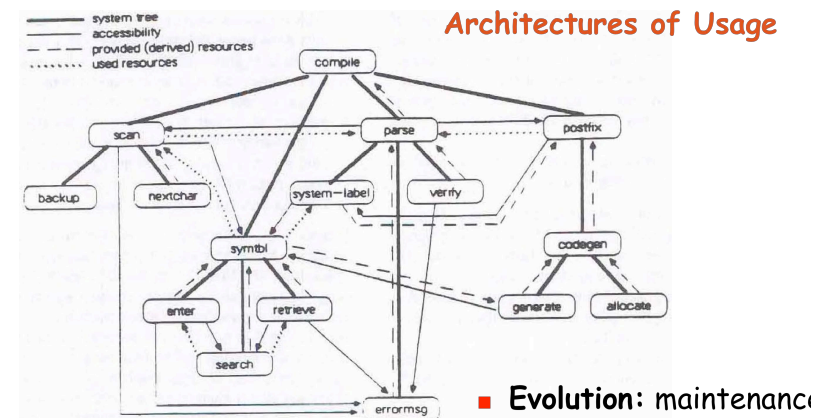 Architectures of Usage
system tree
accessibility
provided (derived) resources
used resources
compile
scan
parse
postfix
backup
nextchar
system-label
verify
symtbl
codegen
enter
retrieve
generate
allocate
search
errormsg
▪ Evolution: maintenance